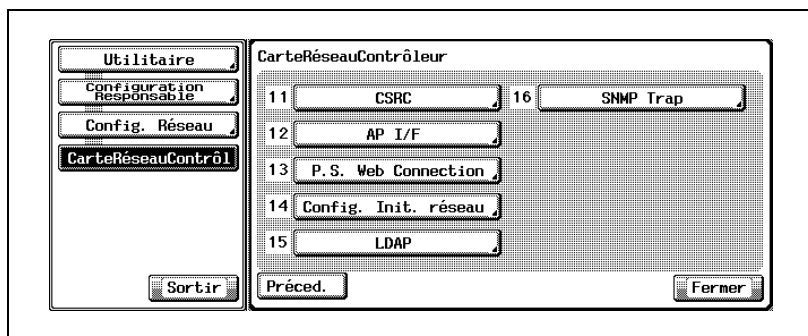 Utilitaire
Configuration
Responsable
Config. Réseau
CarteRéseauContrôl
Sortir
CarteRéseauContrôleur
11 CSRC
12 AP I/F
13 P.S. Web Connection
14 Config. Init. réseau
15 LDAP
16 SNMP Trap
Préced.
Fermer